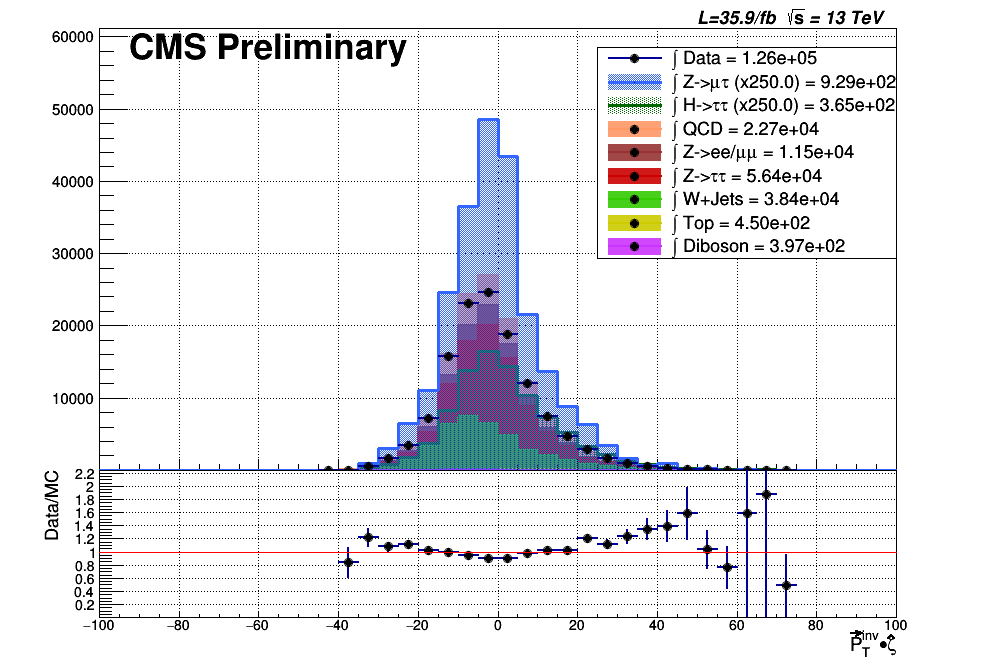 L=35.9/fb √s = 13 TeV
CMS Preliminary
60000
50000
40000
30000
20000
10000
∫ Data = 1.26e+05
∫ Z->μτ (x250.0) = 9.29e+02
∫ H->ττ (x250.0) = 3.65e+02
∫ QCD = 2.27e+04
∫ Z->ee/μμ = 1.15e+04
∫ Z->ττ = 5.64e+04
∫ W+Jets = 3.84e+04
∫ Top = 4.50e+02
∫ Diboson = 3.97e+02
Data/MC
2.2
2
1.8
1.6
1.4
1.2
1
0.8
0.6
0.4
0.2
−100 −80 −60 −40 −20 0 20 40 60 80 100
P⃗_T^inv •ζ̂